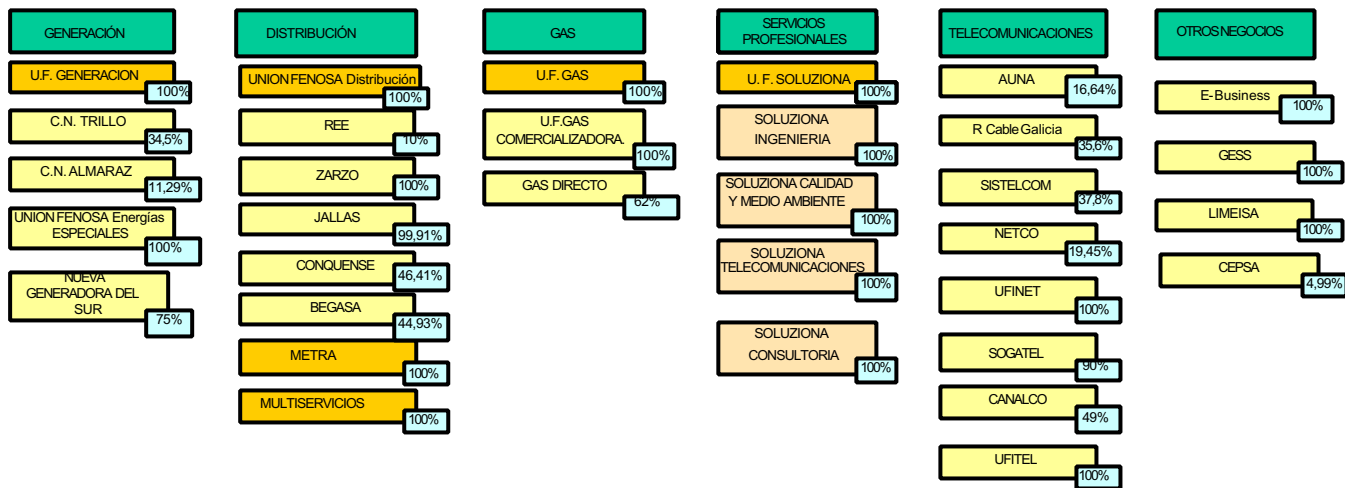 GENERACIÓN
U.F. GENERACION
100%
C.N. TRILLO
34,5%
C.N. ALMARAZ
11,29%
UNION FENOSA Energías
ESPECIALES
100%
NUEVA
GENERADORA DEL
SUR
75%
DISTRIBUCIÓN
UNION FENOSA Distribución
100%
REE
10%
ZARZO
100%
JALLAS
99,91%
CONQUENSE
46,41%
BEGASA
44,93%
METRA
100%
MULTISERVICIOS
100%
GAS
U.F. GAS
100%
U.F.GAS
COMERCIALIZADORA.
100%
GAS DIRECTO
62%
SERVICIOS
PROFESIONALES
U. F. SOLUZIONA
100%
SOLUZIONA
INGENIERIA
100%
SOLUZIONA CALIDAD
Y MEDIO AMBIENTE
100%
SOLUZIONA
TELECOMUNICACIONES
100%
SOLUZIONA
CONSULTORIA
100%
TELECOMUNICACIONES
AUNA
16,64%
R Cable Galicia
35,6%
SISTELCOM
37,8%
NETCO
19,45%
UFINET
100%
SOGATEL
90%
CANALCO
49%
UFITEL
100%
OTROS NEGOCIOS
E-Business
100%
GESS
100%
LIMEISA
100%
CEPSA
4,99%